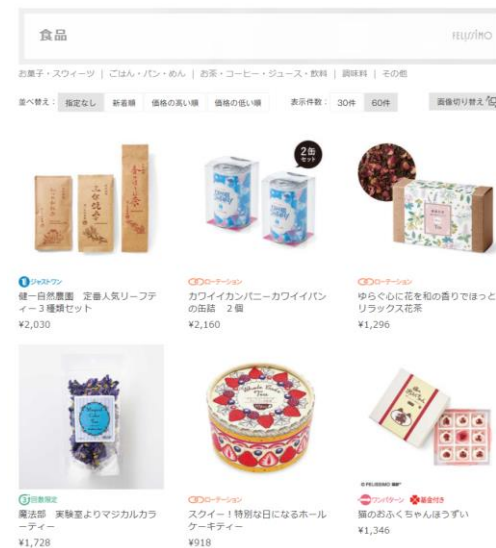 食品
FELISSIMO
お菓子・スウィーツ | ごはん・パン・めん | お茶・コーヒー・ジュース・飲料 | 調味料 | その他
並べ替え： 指定なし 新着順 価格の高い順 価格の低い順 表示件数： 30件 60件 画像切り替え
2缶
セット
ジャストワン
健一自然農園 定番人気リーフテ
ィー3種類セット
¥2,030
ローテーション
カワイイカンパニーカワイイパン
の缶詰 2個
¥2,160
ローテーション
ゆらぐ心に花を和の香りでほっと
リラックス花茶
¥1,296
3回数限定
魔法部 実験室よりマジカルカラ
ーティー
¥1,728
ローテーション
スクイー！特別な日になるホール
ケーキティー
¥918
© FELISSIMO 猫部™
ワンパターン 基金付き
猫のおふくちゃんほうずい
¥1,346